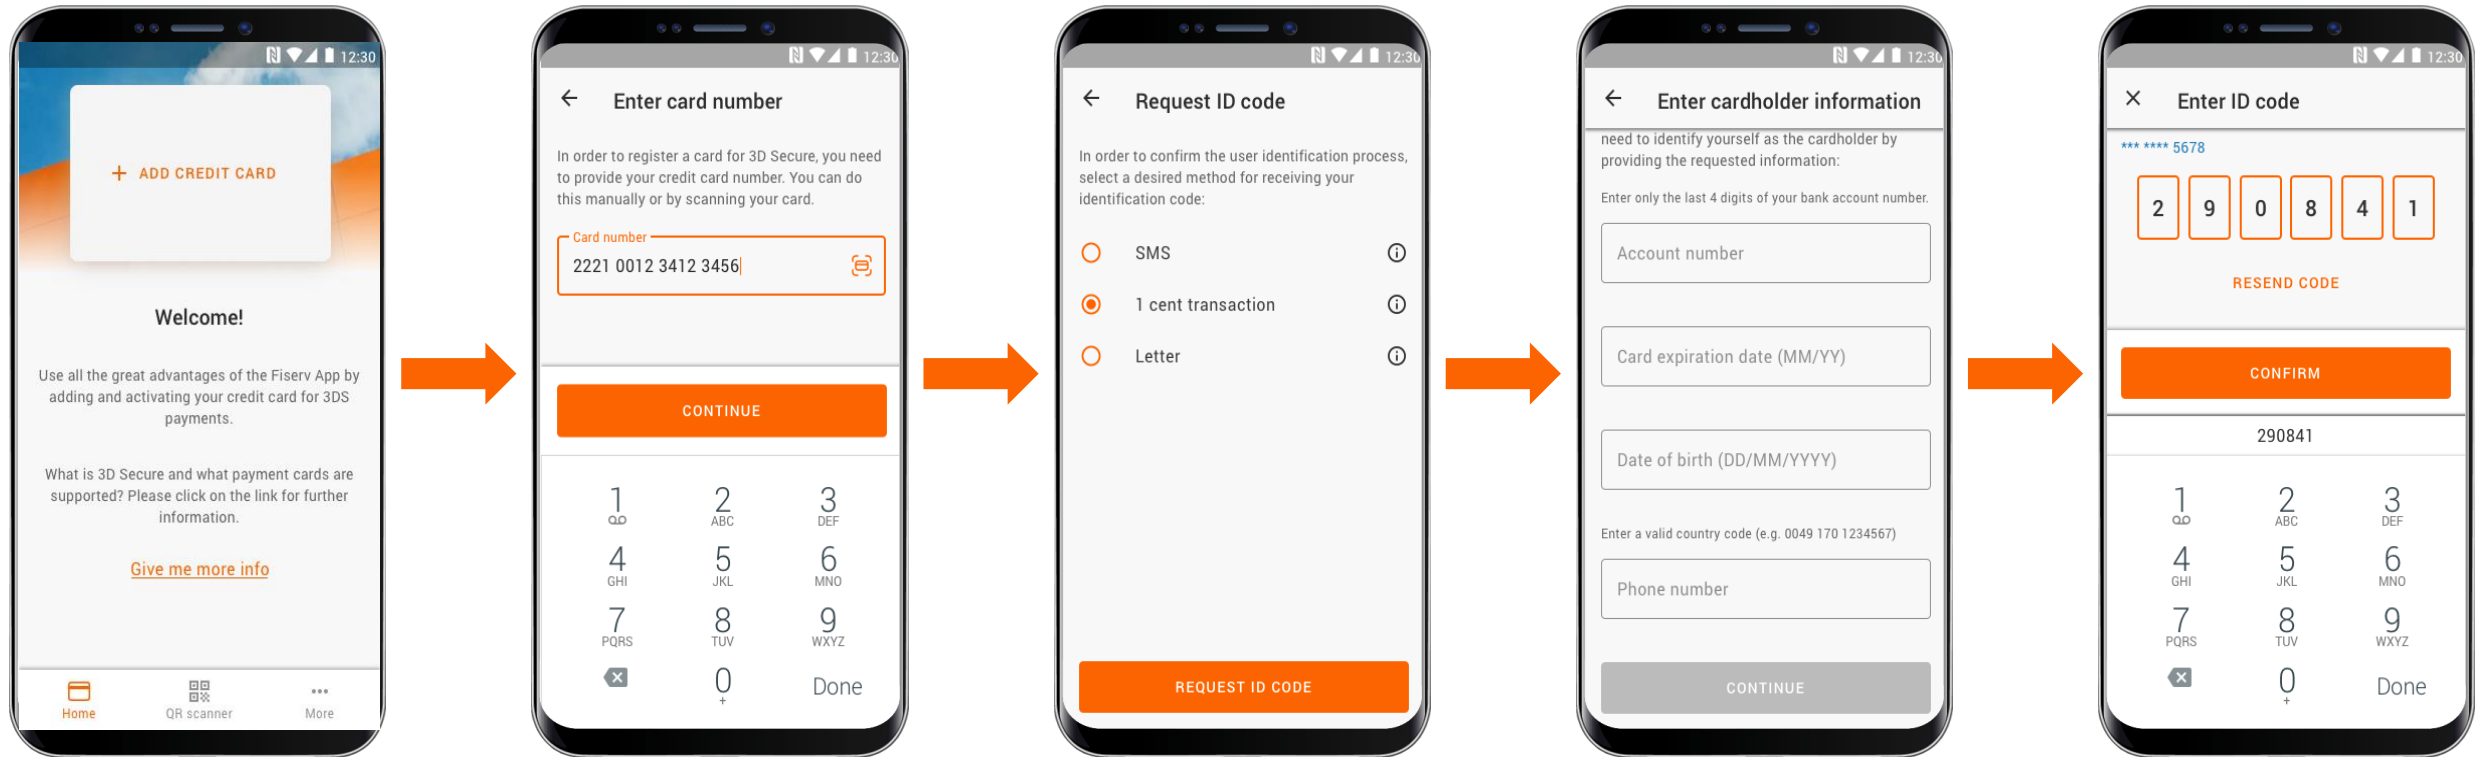 12:30
+ ADD CREDIT CARD
Welcome!
Use all the great advantages of the Fiserv App by
adding and activating your credit card for 3DS
payments.
What is 3D Secure and what payment cards are
supported? Please click on the link for further
information.
Give me more info
Home
QR scanner
More
12:30
Enter card number
In order to register a card for 3D Secure, you need
to provide your credit card number. You can do
this manually or by scanning your card.
Card number
2221 0012 3412 3456
CONTINUE
1 2 3
ABC DEF
4 5 6
GHI JKL MNO
7 8 9
PQRS TUV WXYZ
0 Done
+
12:30
Request ID code
In order to confirm the user identification process,
select a desired method for receiving your
identification code:
SMS
1 cent transaction
Letter
REQUEST ID CODE
12:30
Enter cardholder information
need to identify yourself as the cardholder by
providing the requested information:
Enter only the last 4 digits of your bank account number.
Account number
Card expiration date (MM/YY)
Date of birth (DD/MM/YYYY)
Enter a valid country code (e.g. 0049 170 1234567)
Phone number
CONTINUE
12:30
Enter ID code
*** **** 5678
2 9 0 8 4 1
RESEND CODE
CONFIRM
290841
1 2 3
ABC DEF
4 5 6
GHI JKL MNO
7 8 9
PQRS TUV WXYZ
0 Done
+